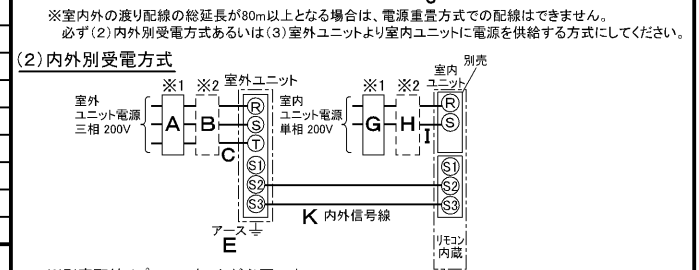 ※室内外の渡り配線の総延長が80m以上となる場合は、電源重畳方式での配線はできません。
必ず(2)内外別受電方式あるいは(3)室外ユニットより室内ユニットに電源を供給する方式にしてください。
(2)内外別受電方式
別売
※1 ※2 室外ユニット
※1 ※2 室内ユニット
室外
ユニット電源
三相 200V
A
B
C
R
S
T
S1
S2
S3
室内
ユニット電源
単相 200V
G
H
I
R
S
S1
S2
S3
K 内外信号線
アース
E
リモコン
内蔵